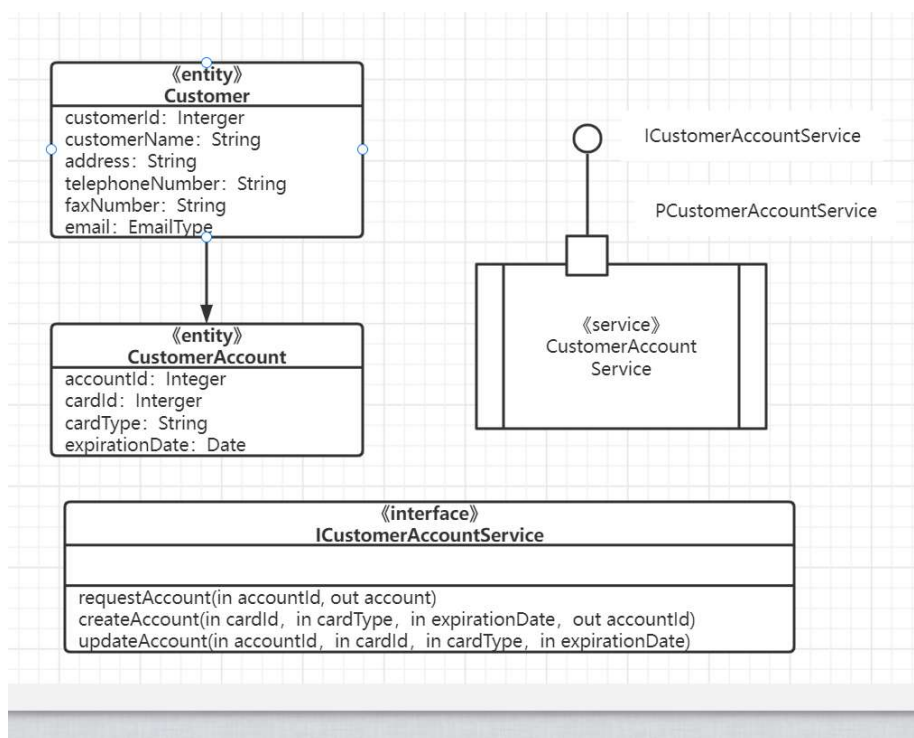 《entity》
Customer
customerId：Interger
customerName：String
address：String
telephoneNumber：String
faxNumber：String
email：EmailType
ICustomerAccountService
PCustomerAccountService
《entity》
CustomerAccount
accountId：Integer
cardId：Interger
cardType：String
expirationDate：Date
《service》
CustomerAccount
Service
《interface》
ICustomerAccountService
requestAccount(in accountId, out account)
createAccount(in cardId，in cardType，in expirationDate，out accountId)
updateAccount(in accountId，in cardId，in cardType，in expirationDate)